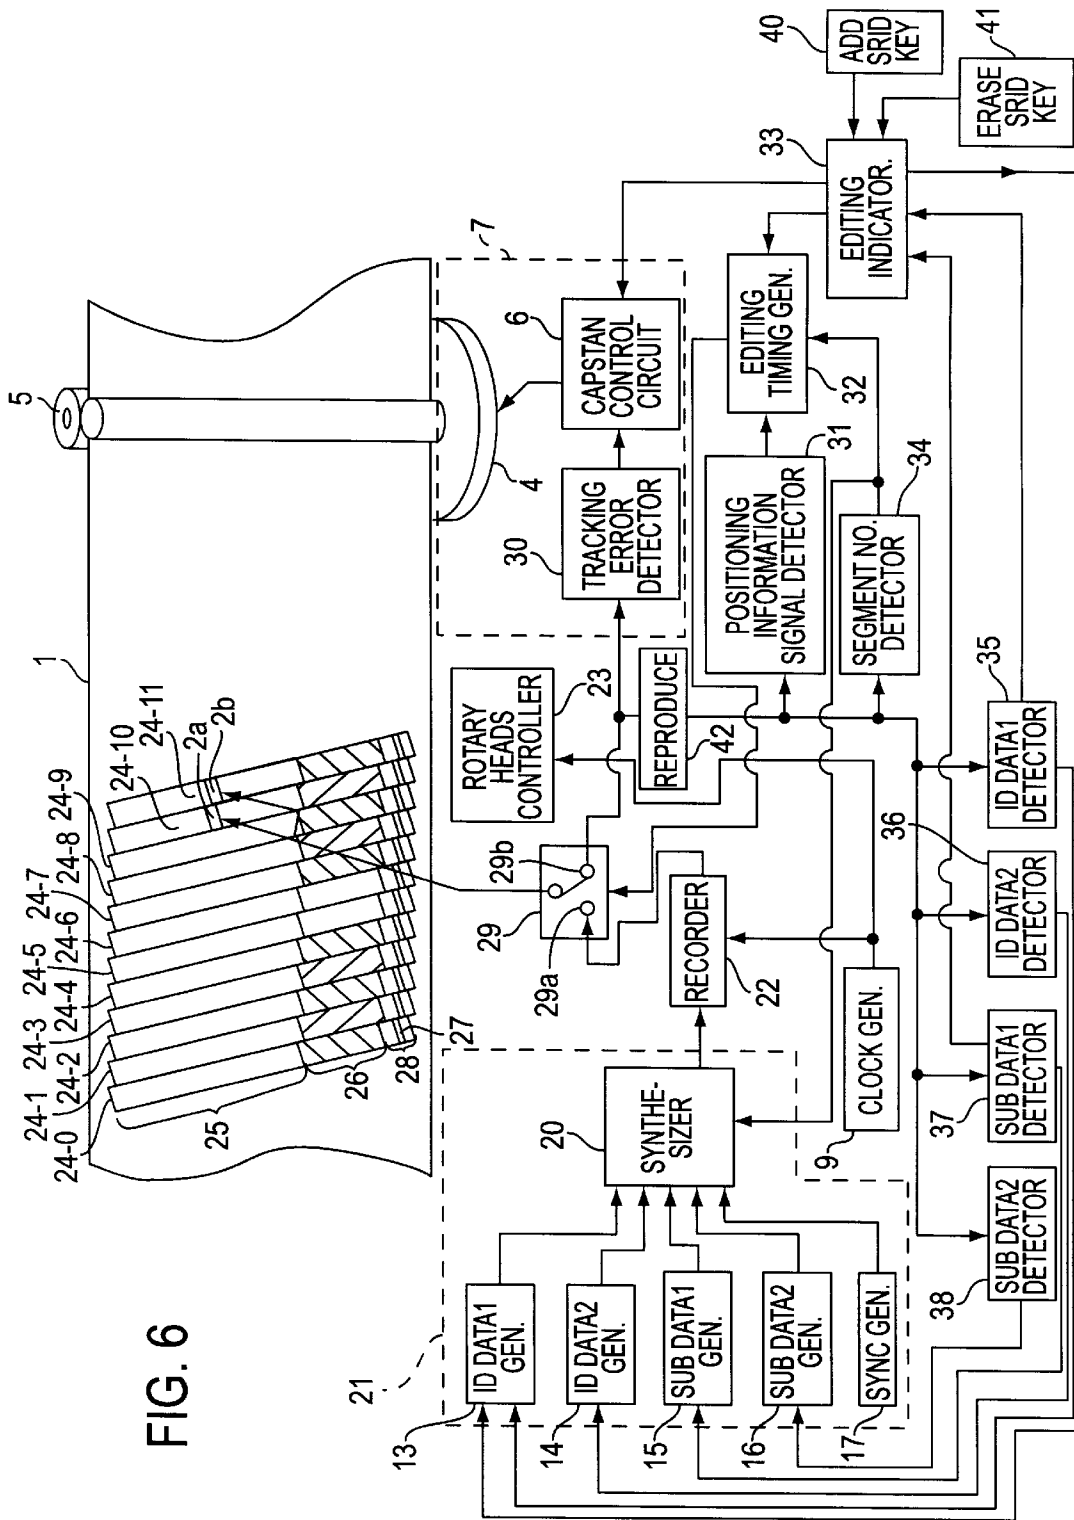 FIG. 6
5
1
24-11
24-10
24-9
24-8
24-7
24-6
24-5
24-4
24-3
24-2
24-1
24-0
2a
2b
25
26
27
28
7
4
6
CAPSTAN
CONTROL
CIRCUIT
30
TRACKING
ERROR
DETECTOR
ROTARY
HEADS
CONTROLLER
23
REPRODUCE
42
29
29b
29a
RECORDER
22
21
20
SYNTHE-
SIZER
13
ID DATA1
GEN.
14
ID DATA2
GEN.
15
SUB DATA1
GEN.
16
SUB DATA2
GEN.
17
SYNC GEN.
9
CLOCK GEN.
40
ADD
SRID
KEY
41
ERASE
SRID
KEY
33
EDITING
INDICATOR.
EDITING
TIMING GEN.
32
31
POSITIONING
INFORMATION
SIGNAL DETECTOR
34
SEGMENT NO.
DETECTOR
35
ID DATA1
DETECTOR
36
ID DATA2
DETECTOR
37
SUB DATA1
DETECTOR
38
SUB DATA2
DETECTOR